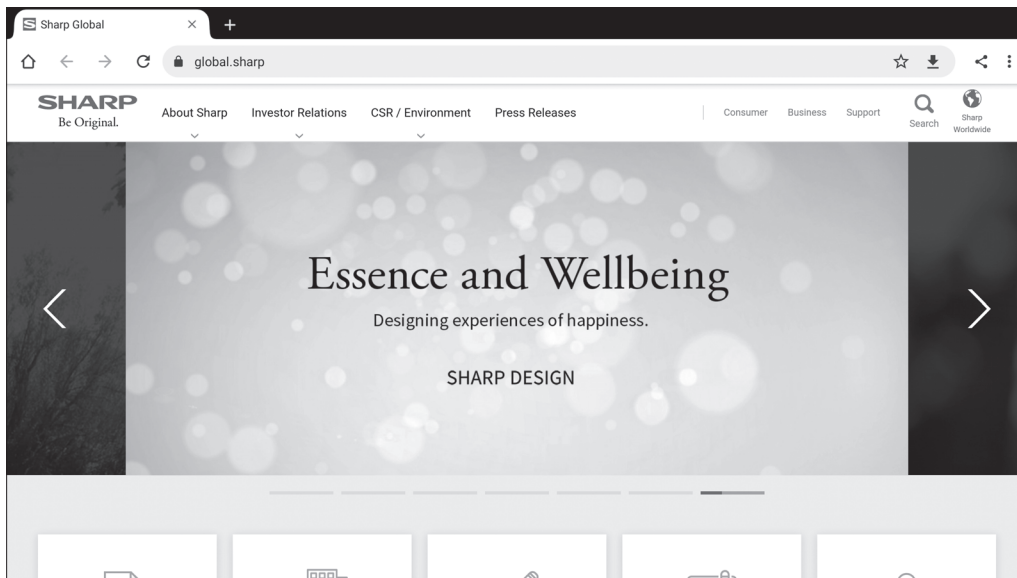 Sharp Global
global.sharp
SHARP
Be Original.
About Sharp
Investor Relations
CSR / Environment
Press Releases
Consumer
Business
Support
Search
Sharp
Worldwide
Essence and Wellbeing
Designing experiences of happiness.
SHARP DESIGN